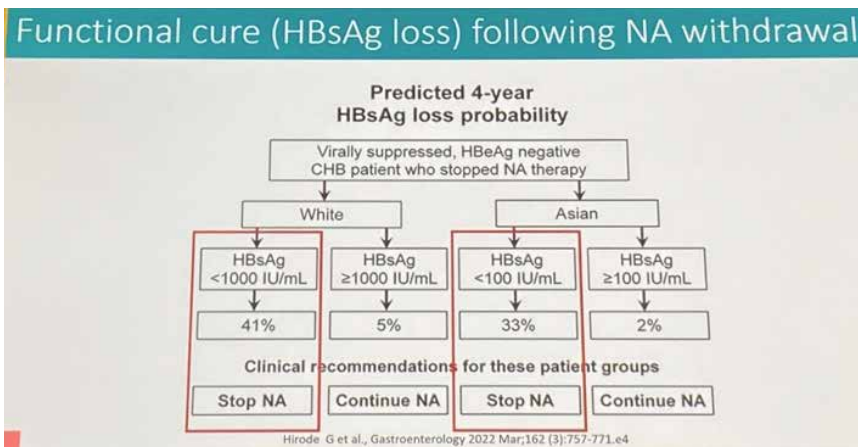 Functional cure (HBsAg loss) following NA withdrawal
Predicted 4-year
HBsAg loss probability
Virally suppressed, HBeAg negative
CHB patient who stopped NA therapy
White
Asian
HBsAg
<1000 IU/mL
HBsAg
≥1000 IU/mL
HBsAg
<100 IU/mL
HBsAg
≥100 IU/mL
41%
5%
33%
2%
Clinical recommendations for these patient groups
Stop NA
Continue NA
Stop NA
Continue NA
Hirode G et al., Gastroenterology 2022 Mar;162 (3):757-771.e4